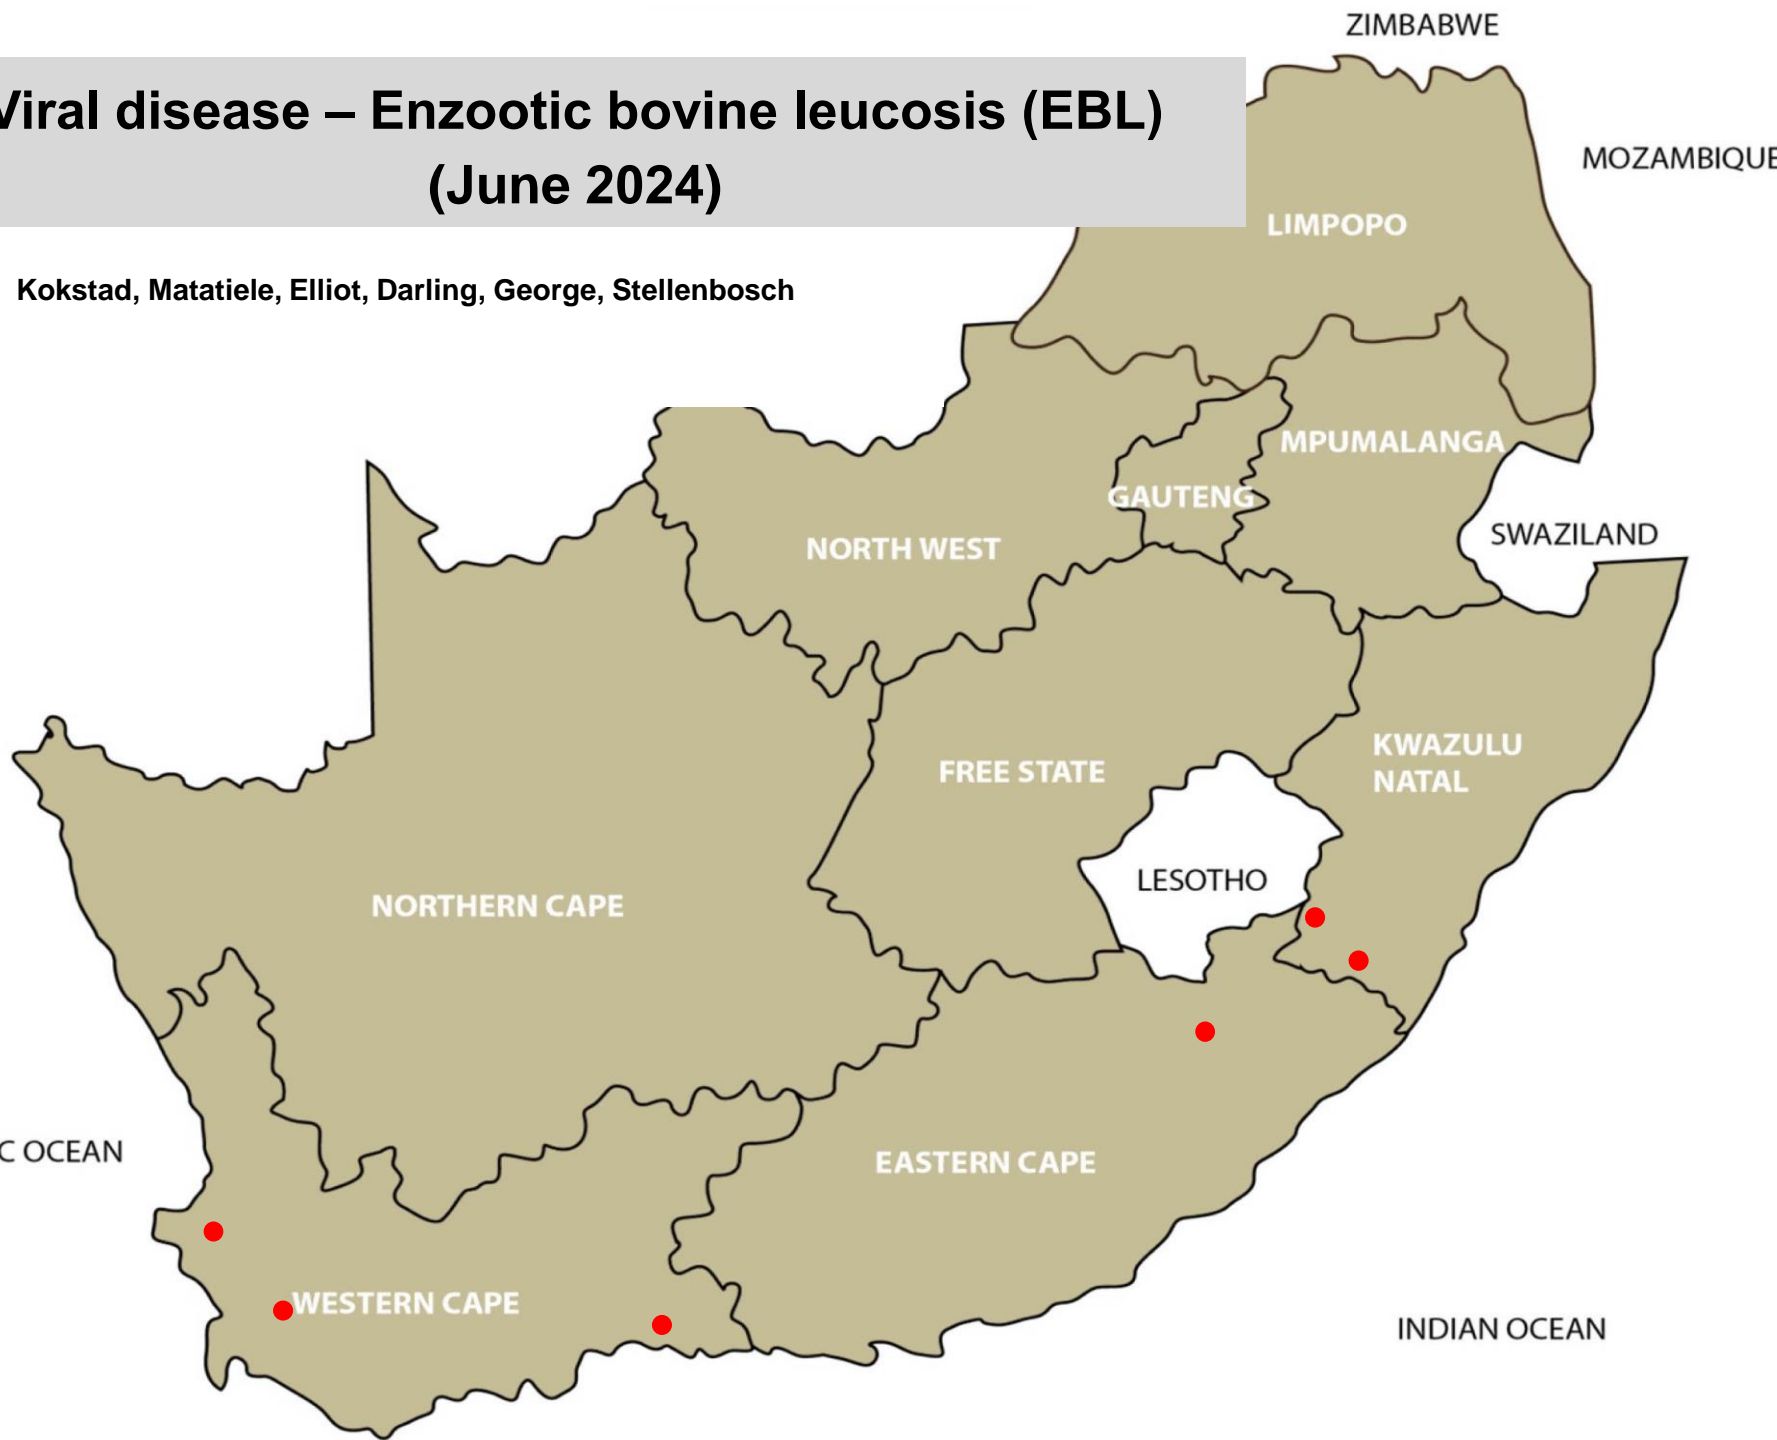 ZIMBABWE
Viral disease – Enzootic bovine leucosis (EBL)
(June 2024)
MOZAMBIQUE
LIMPOPO
Kokstad, Matatiele, Elliot, Darling, George, Stellenbosch
MPUMALANGA
GAUTENG
NORTH WEST
SWAZILAND
KWAZULU
NATAL
FREE STATE
LESOTHO
NORTHERN CAPE
C OCEAN
EASTERN CAPE
WESTERN CAPE
INDIAN OCEAN